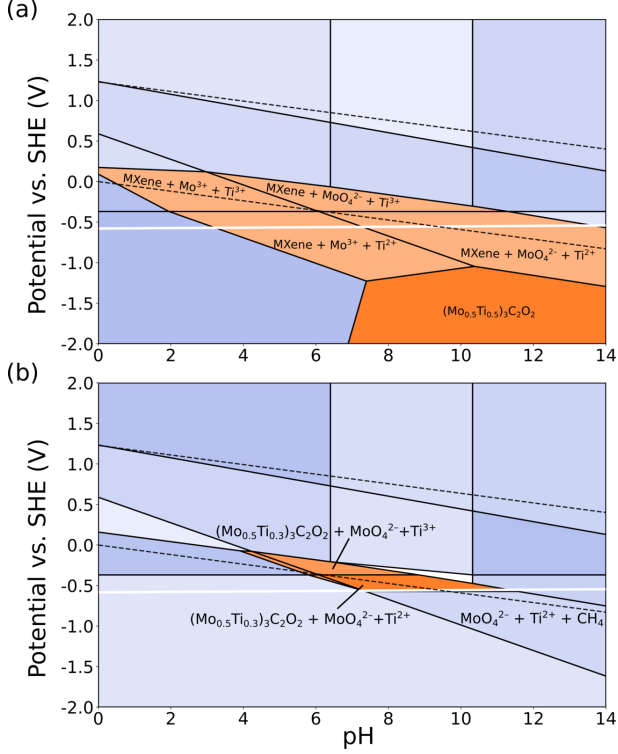 (a)
Potential vs. SHE (V)
2.0
1.5
1.0
0.5
0.0
-0.5
-1.0
-1.5
-2.0
MXene + Mo³⁺ + Ti³⁺
MXene + MoO₄²⁻ + Ti³⁺
MXene + Mo³⁺ + Ti²⁺
MXene + MoO₄²⁻ + Ti²⁺
(Mo₀.₅Ti₀.₅)₃C₂O₂
0 2 4 6 8 10 12 14
(b)
Potential vs. SHE (V)
2.0
1.5
1.0
0.5
0.0
-0.5
-1.0
-1.5
-2.0
(Mo₀.₅Ti₀.₃)₃C₂O₂ + MoO₄²⁻+Ti³⁺
(Mo₀.₅Ti₀.₃)₃C₂O₂ + MoO₄²⁻+Ti²⁺
MoO₄²⁻ + Ti²⁺ + CH₄
0 2 4 6 8 10 12 14
pH